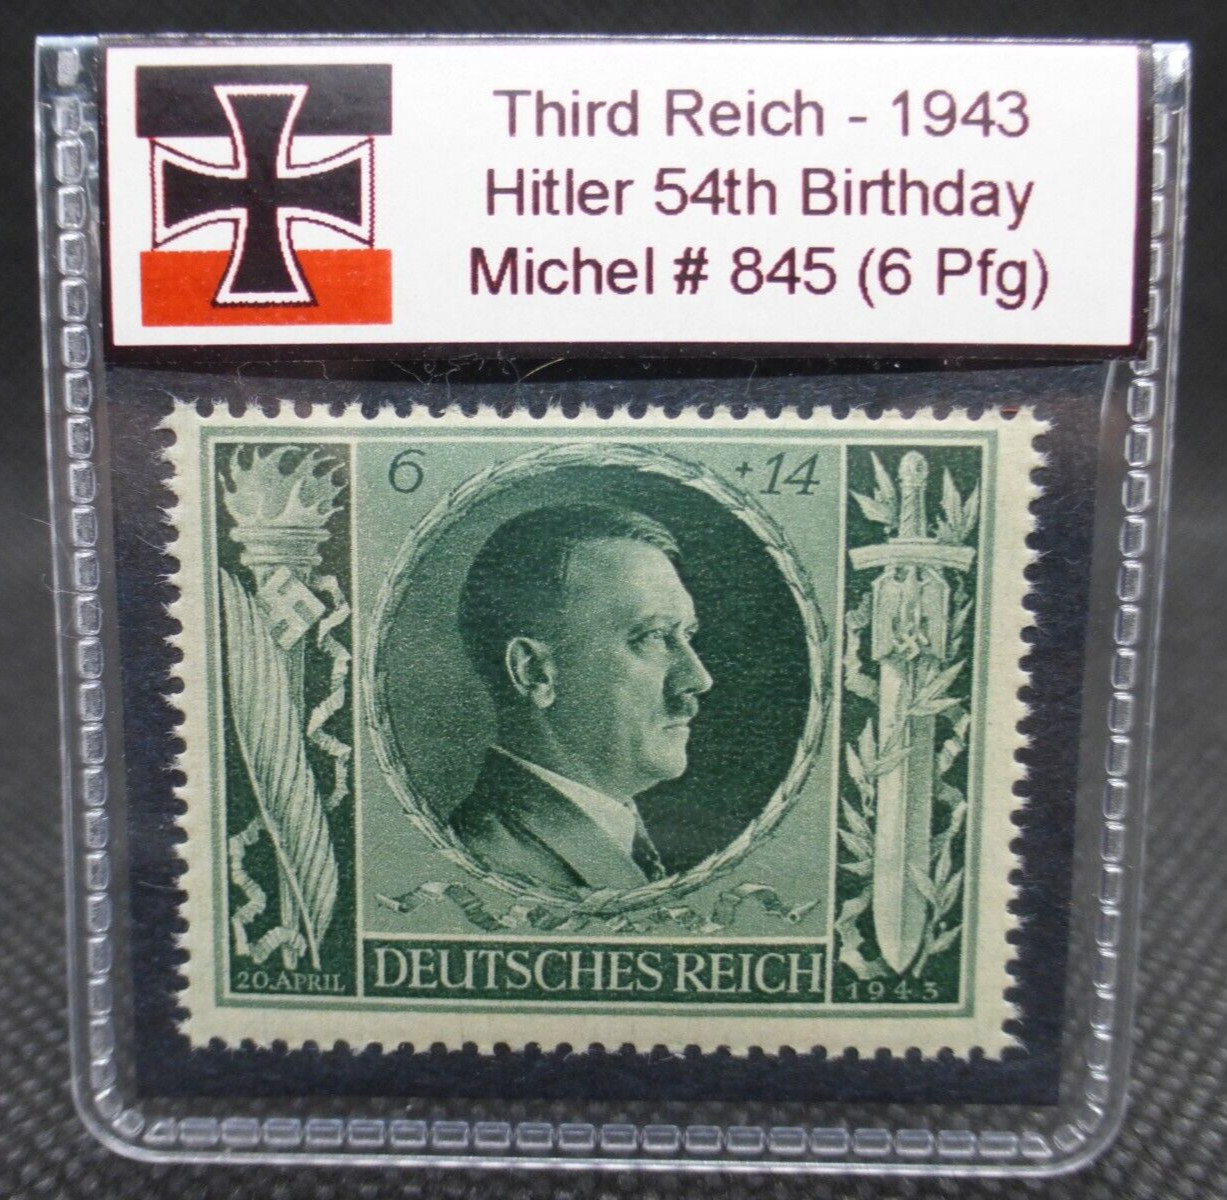 Third Reich - 1943
Hitler 54th Birthday
Michel # 845 (6 Pfg)
6 + 14
DEUTSCHES REICH
20. APRIL 1943